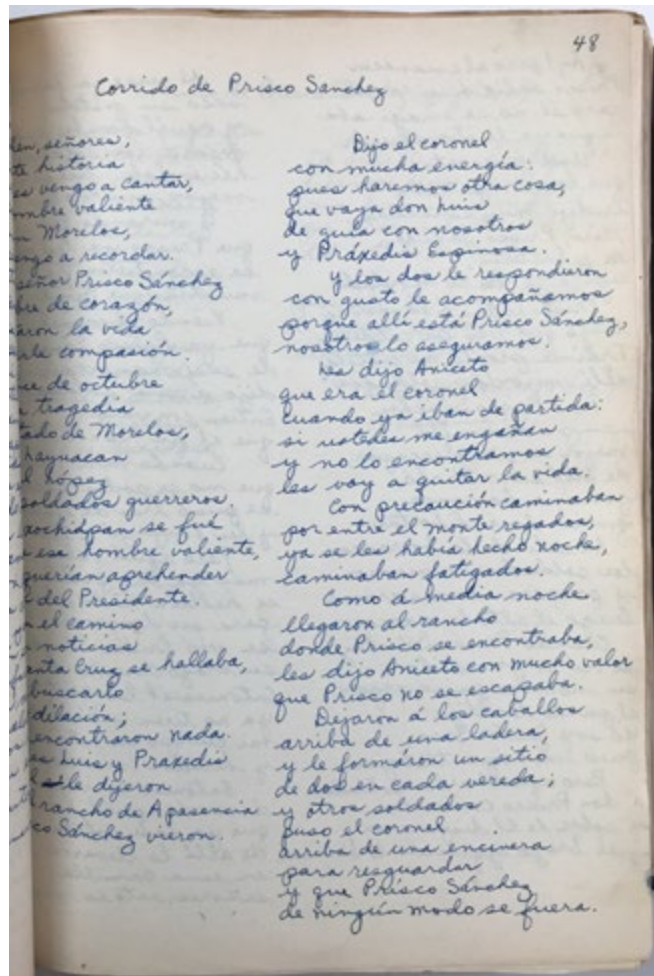 48
Corrido de Prisco Sanchez
señores,
historia
vengo a cantar,
valiente
Morelos,
a recordar.
señor Prisco Sánchez
de corazón,
la vida
compasión.
de octubre
tragedia
de Morelos,
López
soldados guerreros,
se fué
ese hombre valiente,
querían aprehender
del Presidente.
el camino
noticias
Cruz se hallaba,
buscarlo
dilación;
encontraron nada.
Luis y Praxedis
le dijeron
rancho de Apasensia
Sánchez vieron.
Dijo el coronel
con mucha energía:
pues haremos otra cosa,
que vaya don Luis
de guía con nosotros
y Práxedis Espinosa.
Y los dos le respondieron
con gusto le acompañamos
porque allí está Prisco Sánchez,
nosotros lo aseguramos.
Les dijo Aniceto
que era el coronel
cuando ya iban de partida:
si ustedes me engañan
y no lo encontramos
les voy a quitar la vida.
Con precaución caminaban
por entre el monte regados,
ya se les había hecho noche,
caminaban fatigados.
Como á media noche
llegaron al rancho
donde Prisco se encontraba,
les dijo Aniceto con mucho valor
que Prisco no se escapaba.
Dejaron á los caballos
arriba de una ladera,
y le formáron un sitio
de dos en cada vereda;
y otros soldados
puso el coronel
arriba de una encinera
para resguardar
y que Prisco Sánchez
de ningún modo se fuera.